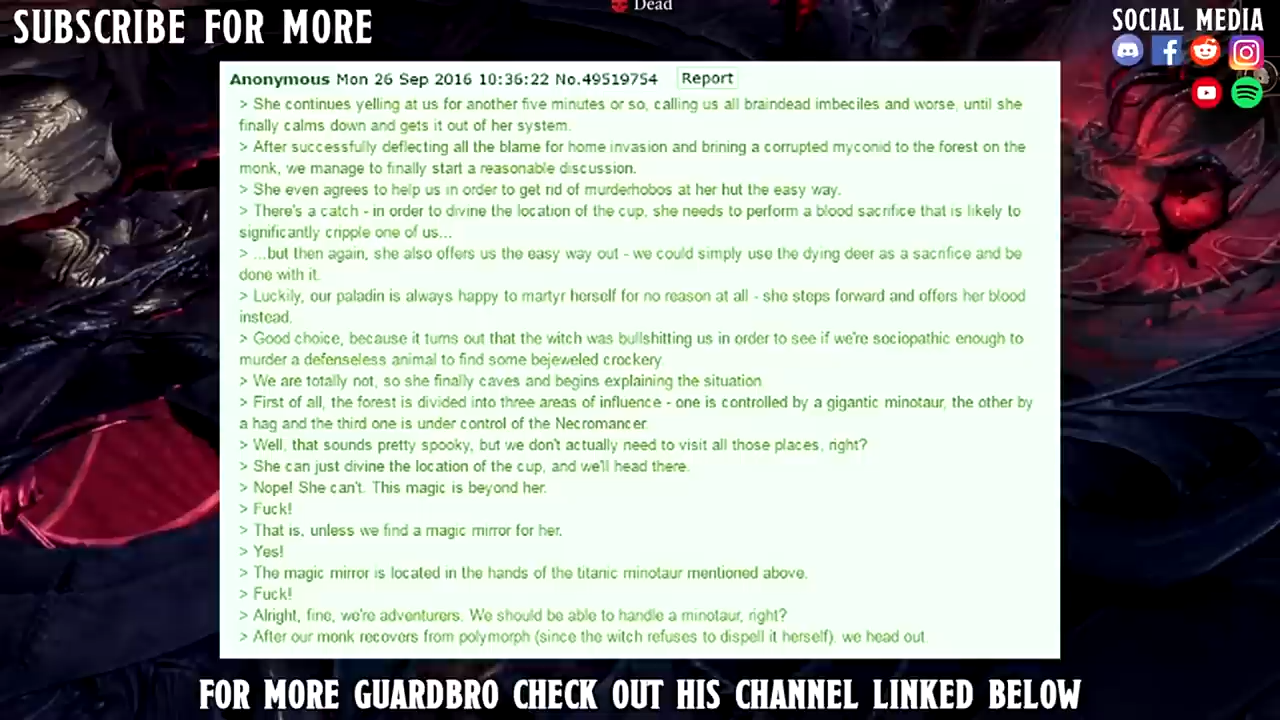 Dead
SUBSCRIBE FOR MORE
SOCIAL MEDIA
Anonymous Mon 26 Sep 2016 10:36:22 No.49519754 Report
> She continues yelling at us for another five minutes or so, calling us all braindead imbeciles and worse, until she
finally calms down and gets it out of her system.
> After successfully deflecting all the blame for home invasion and brining a corrupted myconid to the forest on the
monk, we manage to finally start a reasonable discussion.
> She even agrees to help us in order to get rid of murderhobos at her hut the easy way.
> There's a catch - in order to divine the location of the cup, she needs to perform a blood sacrifice that is likely to
significantly cripple one of us...
> ...but then again, she also offers us the easy way out - we could simply use the dying deer as a sacrifice and be
done with it.
> Luckily, our paladin is always happy to martyr herself for no reason at all - she steps forward and offers her blood
instead.
> Good choice, because it turns out that the witch was bullshitting us in order to see if we're sociopathic enough to
murder a defenseless animal to find some bejeweled crockery
> We are totally not, so she finally caves and begins explaining the situation
> First of all, the forest is divided into three areas of influence - one is controlled by a gigantic minotaur, the other by
a hag and the third one is under control of the Necromancer.
> Well, that sounds pretty spooky, but we don't actually need to visit all those places, right?
> She can just divine the location of the cup, and we'll head there.
> Nope! She can't. This magic is beyond her.
> Fuck!
> That is, unless we find a magic mirror for her.
> Yes!
> The magic mirror is located in the hands of the titanic minotaur mentioned above.
> Fuck!
> Alright, fine, we're adventurers. We should be able to handle a minotaur, right?
> After our monk recovers from polymorph (since the witch refuses to dispell it herself), we head out.
FOR MORE GUARDBRO CHECK OUT HIS CHANNEL LINKED BELOW